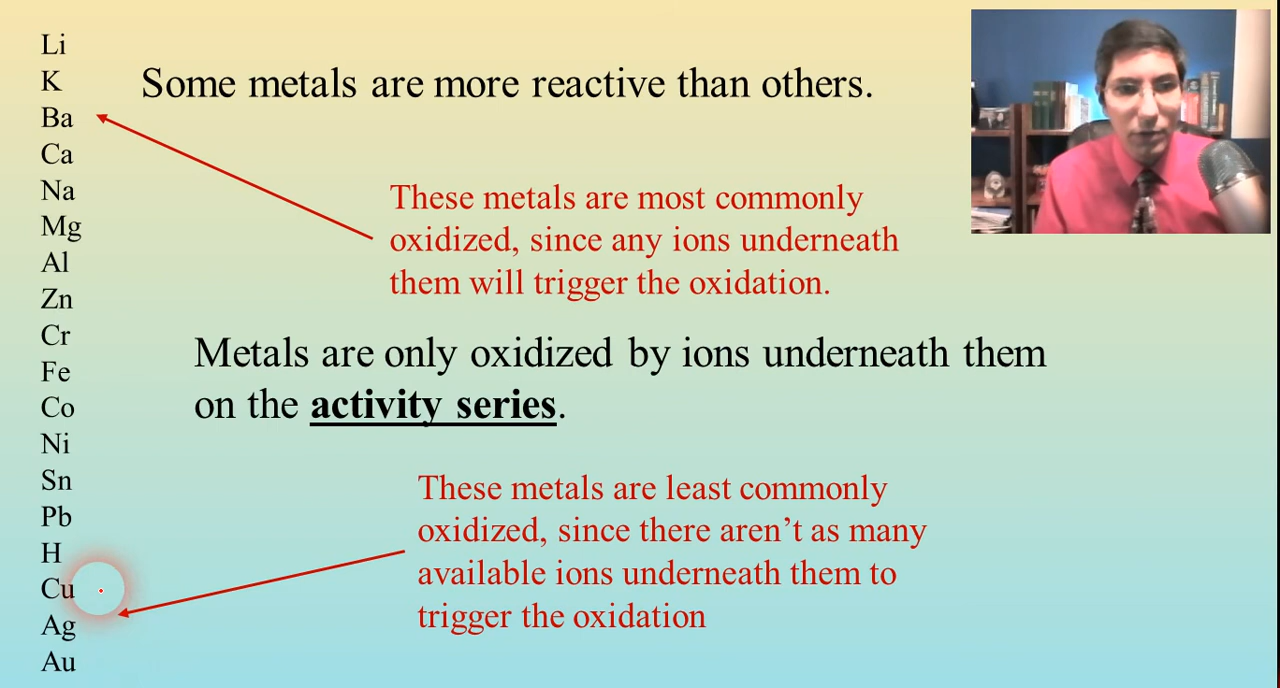 Li
K
Ba
Ca
Na
Mg
Al
Zn
Cr
Fe
Co
Ni
Sn
Pb
H
Cu
Ag
Au
Some metals are more reactive than others.
These metals are most commonly
oxidized, since any ions underneath
them will trigger the oxidation.
Metals are only oxidized by ions underneath them
on the activity series.
These metals are least commonly
oxidized, since there aren’t as many
available ions underneath them to
trigger the oxidation